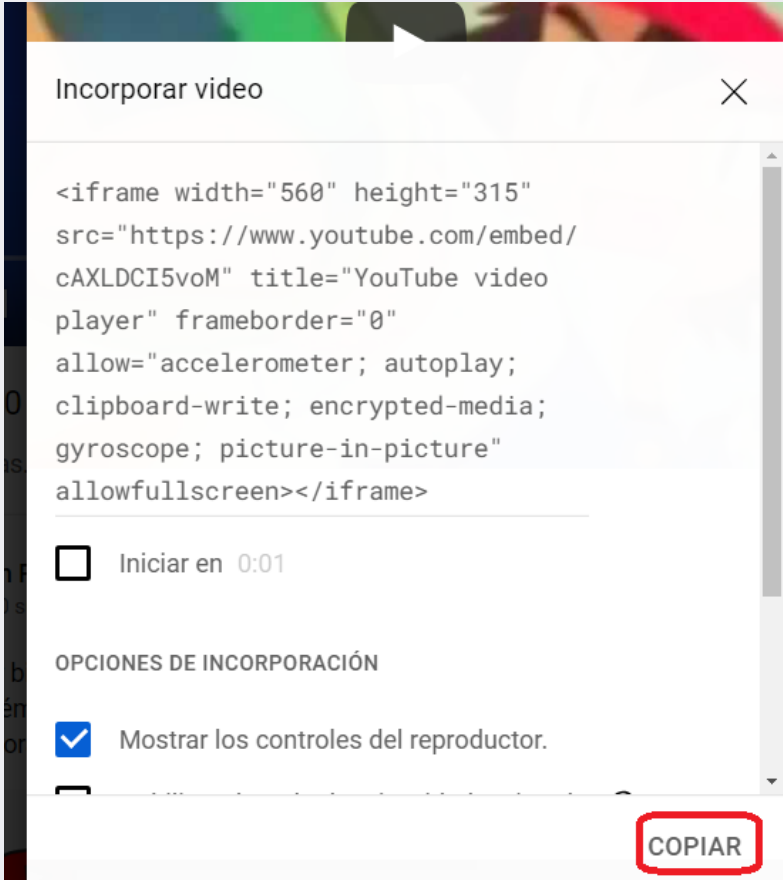 Incorporar video
<iframe width="560" height="315"
src="https://www.youtube.com/embed/
cAXLDCI5voM" title="YouTube video
player" frameborder="0"
allow="accelerometer; autoplay;
clipboard-write; encrypted-media;
gyroscope; picture-in-picture"
allowfullscreen></iframe>
Iniciar en 0:01
OPCIONES DE INCORPORACIÓN
Mostrar los controles del reproductor.
COPIAR